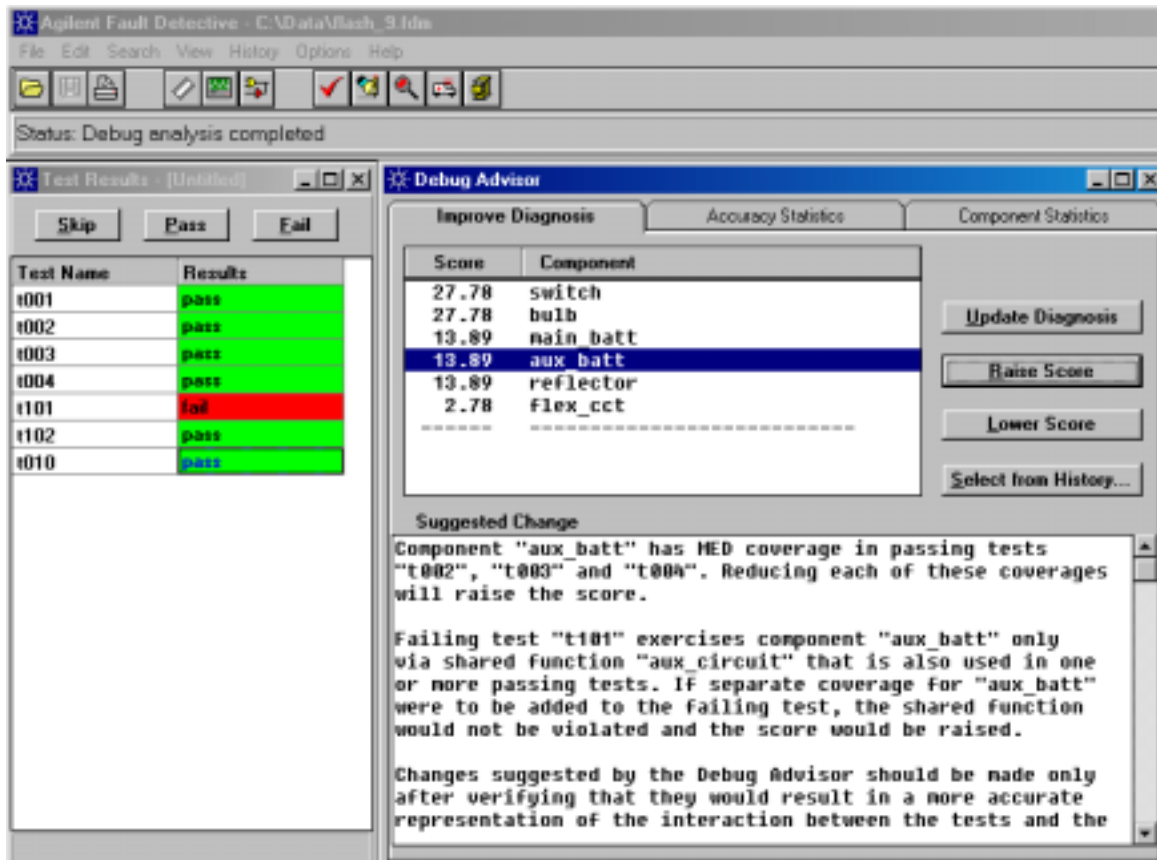 Agilent Fault Detective - C:\Data\flash_9.fdm
File Edit Search View History Options Help
Status: Debug analysis completed
Test Results - [Untitled]
Skip Pass Fail
Test Name Results
t001 pass
t002 pass
t003 pass
t004 pass
t101 fail
t102 pass
t010 pass
Debug Advisor
Improve Diagnosis Accuracy Statistics Component Statistics
Score Component
27.78 switch
27.78 bulb
13.89 main_batt
13.89 aux_batt
13.89 reflector
2.78 flex_cct
------ ---------------------------
Update Diagnosis
Raise Score
Lower Score
Select from History...
Suggested Change
Component "aux_batt" has MED coverage in passing tests
"t002", "t003" and "t004". Reducing each of these coverages
will raise the score.
Failing test "t101" exercises component "aux_batt" only
via shared function "aux_circuit" that is also used in one
or more passing tests. If separate coverage for "aux_batt"
were to be added to the failing test, the shared function
would not be violated and the score would be raised.
Changes suggested by the Debug Advisor should be made only
after verifying that they would result in a more accurate
representation of the interaction between the tests and the